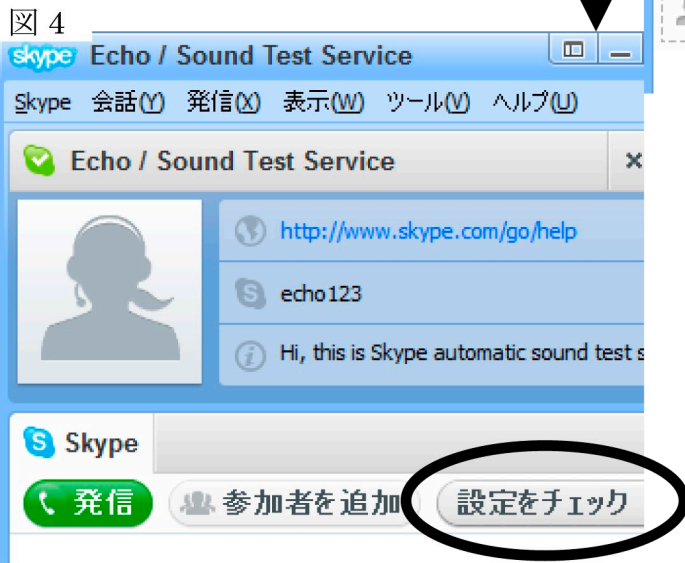 図 4
skype Echo / Sound Test Service
Skype 会話(Y) 発信(X) 表示(W) ツール(V) ヘルプ(U)
Echo / Sound Test Service
http://www.skype.com/go/help
echo123
Hi, this is Skype automatic sound test s
Skype
発信 参加者を追加 設定をチェック